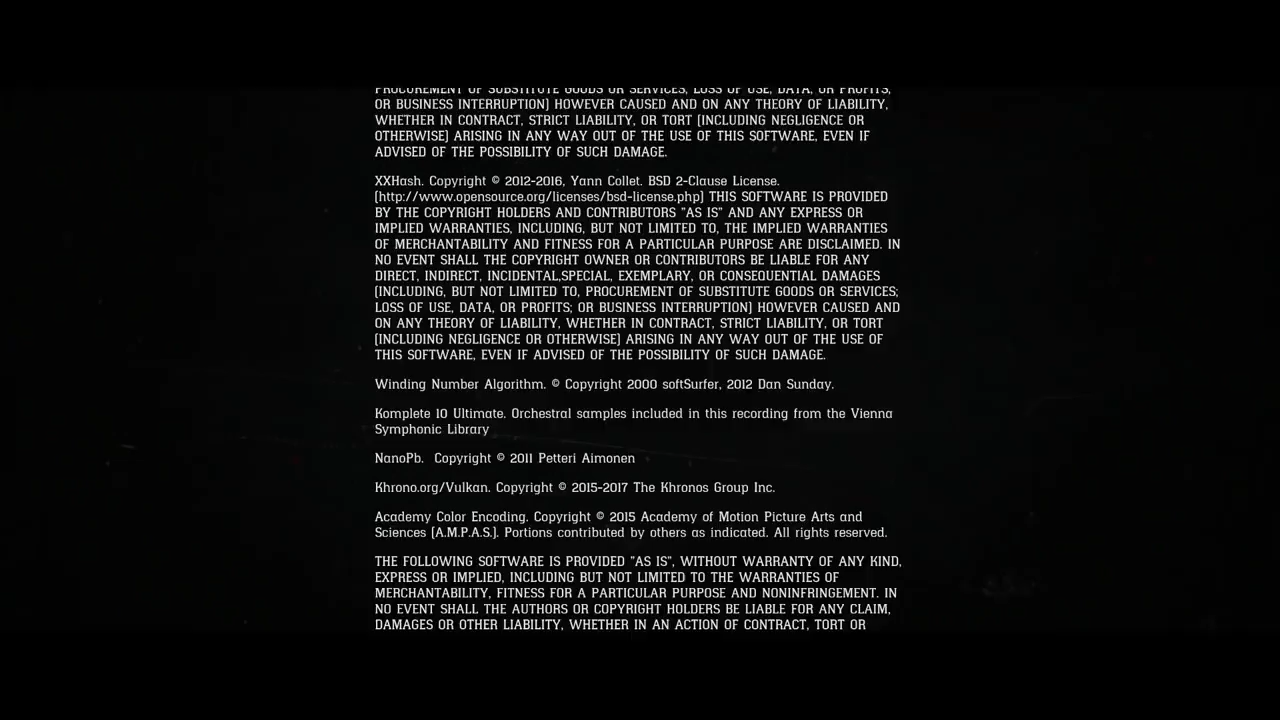 PROCUREMENT OF SUBSTITUTE GOODS OR SERVICES, LOSS OF USE, DATA, OR PROFITS,
OR BUSINESS INTERRUPTION) HOWEVER CAUSED AND ON ANY THEORY OF LIABILITY,
WHETHER IN CONTRACT, STRICT LIABILITY, OR TORT (INCLUDING NEGLIGENCE OR
OTHERWISE) ARISING IN ANY WAY OUT OF THE USE OF THIS SOFTWARE, EVEN IF
ADVISED OF THE POSSIBILITY OF SUCH DAMAGE.
XXHash. Copyright © 2012-2016, Yann Collet. BSD 2-Clause License.
(http://www.opensource.org/licenses/bsd-license.php) THIS SOFTWARE IS PROVIDED
BY THE COPYRIGHT HOLDERS AND CONTRIBUTORS "AS IS" AND ANY EXPRESS OR
IMPLIED WARRANTIES, INCLUDING, BUT NOT LIMITED TO, THE IMPLIED WARRANTIES
OF MERCHANTABILITY AND FITNESS FOR A PARTICULAR PURPOSE ARE DISCLAIMED. IN
NO EVENT SHALL THE COPYRIGHT OWNER OR CONTRIBUTORS BE LIABLE FOR ANY
DIRECT, INDIRECT, INCIDENTAL,SPECIAL, EXEMPLARY, OR CONSEQUENTIAL DAMAGES
(INCLUDING, BUT NOT LIMITED TO, PROCUREMENT OF SUBSTITUTE GOODS OR SERVICES;
LOSS OF USE, DATA, OR PROFITS; OR BUSINESS INTERRUPTION) HOWEVER CAUSED AND
ON ANY THEORY OF LIABILITY, WHETHER IN CONTRACT, STRICT LIABILITY, OR TORT
(INCLUDING NEGLIGENCE OR OTHERWISE) ARISING IN ANY WAY OUT OF THE USE OF
THIS SOFTWARE, EVEN IF ADVISED OF THE POSSIBILITY OF SUCH DAMAGE.
Winding Number Algorithm. © Copyright 2000 softSurfer, 2012 Dan Sunday.
Komplete 10 Ultimate. Orchestral samples included in this recording from the Vienna
Symphonic Library
NanoPb.  Copyright © 2011 Petteri Aimonen
Khrono.org/Vulkan. Copyright © 2015-2017 The Khronos Group Inc.
Academy Color Encoding. Copyright © 2015 Academy of Motion Picture Arts and
Sciences (A.M.P.A.S.). Portions contributed by others as indicated. All rights reserved.
THE FOLLOWING SOFTWARE IS PROVIDED "AS IS", WITHOUT WARRANTY OF ANY KIND,
EXPRESS OR IMPLIED, INCLUDING BUT NOT LIMITED TO THE WARRANTIES OF
MERCHANTABILITY, FITNESS FOR A PARTICULAR PURPOSE AND NONINFRINGEMENT. IN
NO EVENT SHALL THE AUTHORS OR COPYRIGHT HOLDERS BE LIABLE FOR ANY CLAIM,
DAMAGES OR OTHER LIABILITY, WHETHER IN AN ACTION OF CONTRACT, TORT OR